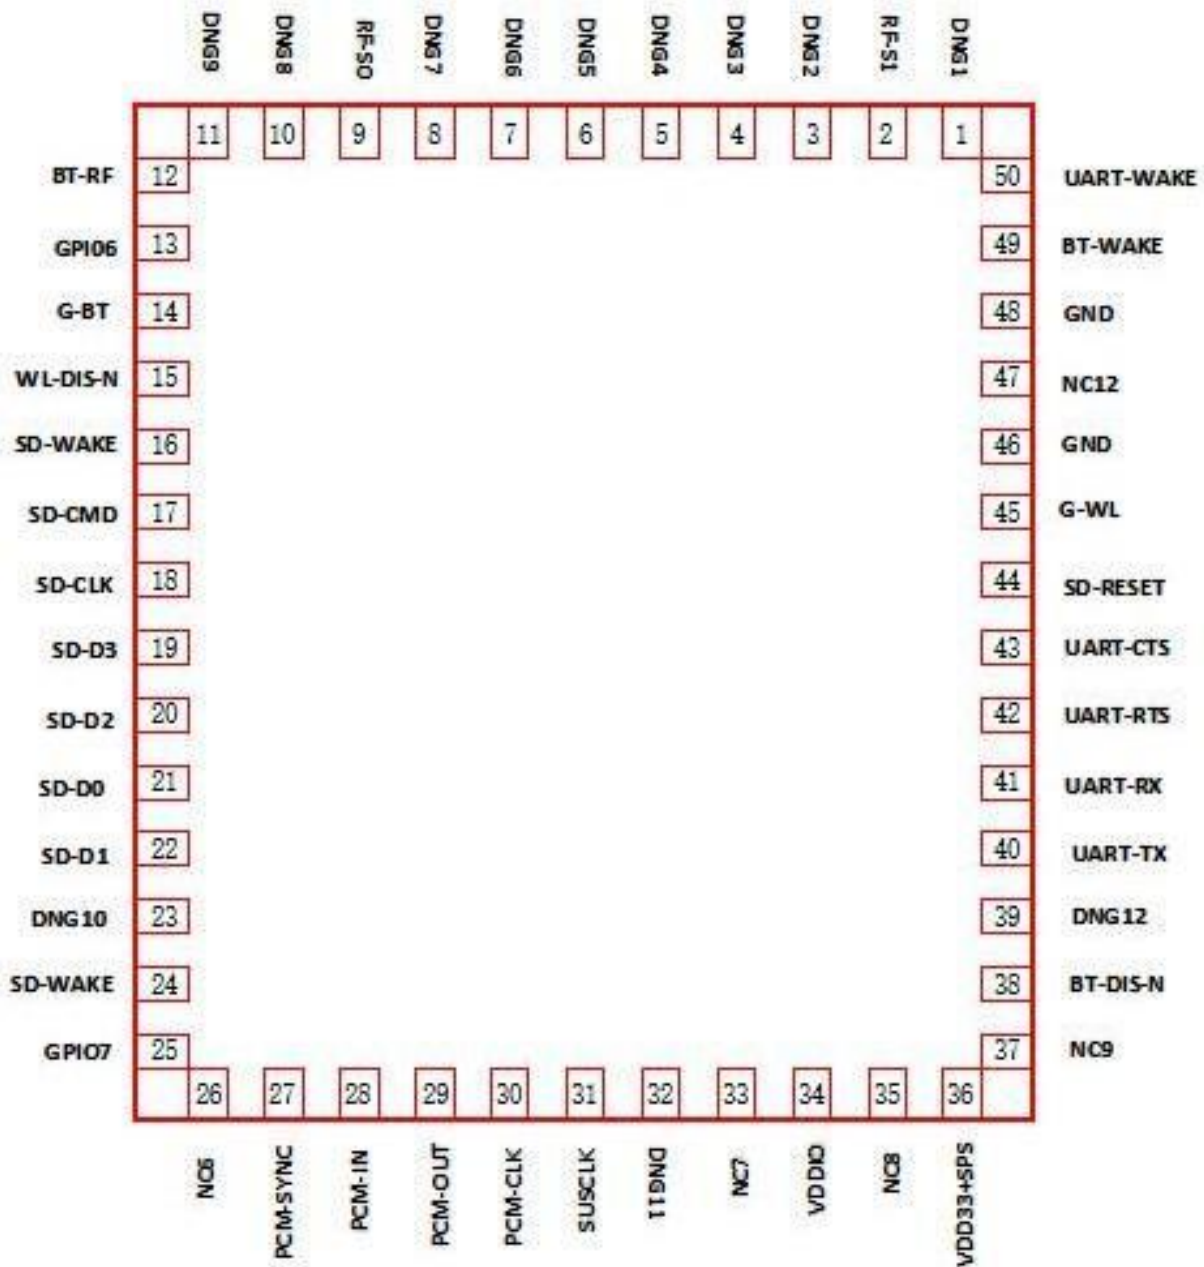 DNG9 DNG8 RF-SO DNG7 DNG6 DNG5 DNG4 DNG3 DNG2 RF-S1 DNG1
11 10 9 8 7 6 5 4 3 2 1
BT-RF 12 50 UART-WAKE
GPI06 13 49 BT-WAKE
G-BT 14 48 GND
WL-DIS-N 15 47 NC12
SD-WAKE 16 46 GND
SD-CMD 17 45 G-WL
SD-CLK 18 44 SD-RESET
SD-D3 19 43 UART-CTS
SD-D2 20 42 UART-RTS
SD-D0 21 41 UART-RX
SD-D1 22 40 UART-TX
DNG10 23 39 DNG12
SD-WAKE 24 38 BT-DIS-N
GPIO7 25 37 NC9
26 27 28 29 30 31 32 33 34 35 36
NC6 PCM-SYNC PCM-IN PCM-OUT PCM-CLK SUSCLK DNG11 NC7 VDDIO NC8 VDD33+SPS